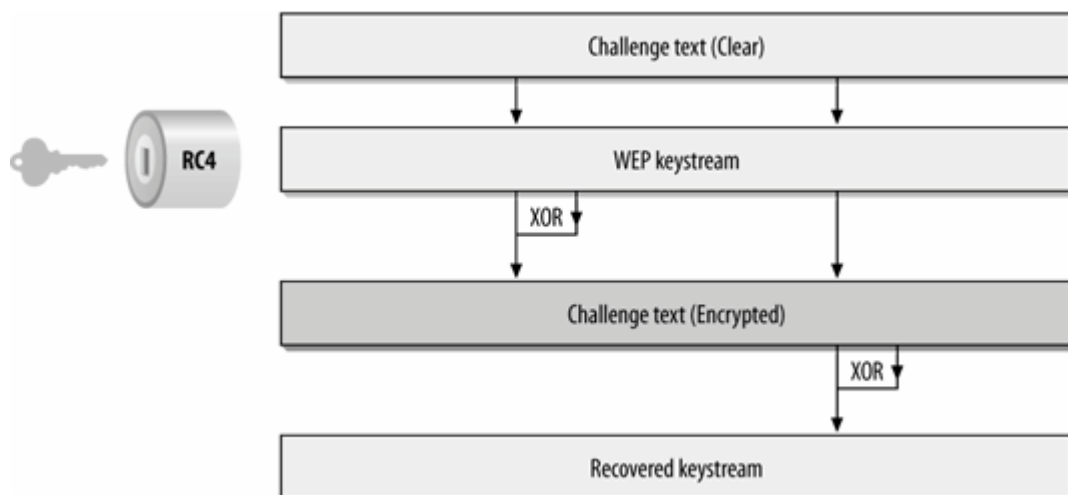 Challenge text (Clear)
RC4
WEP keystream
XOR
Challenge text (Encrypted)
XOR
Recovered keystream